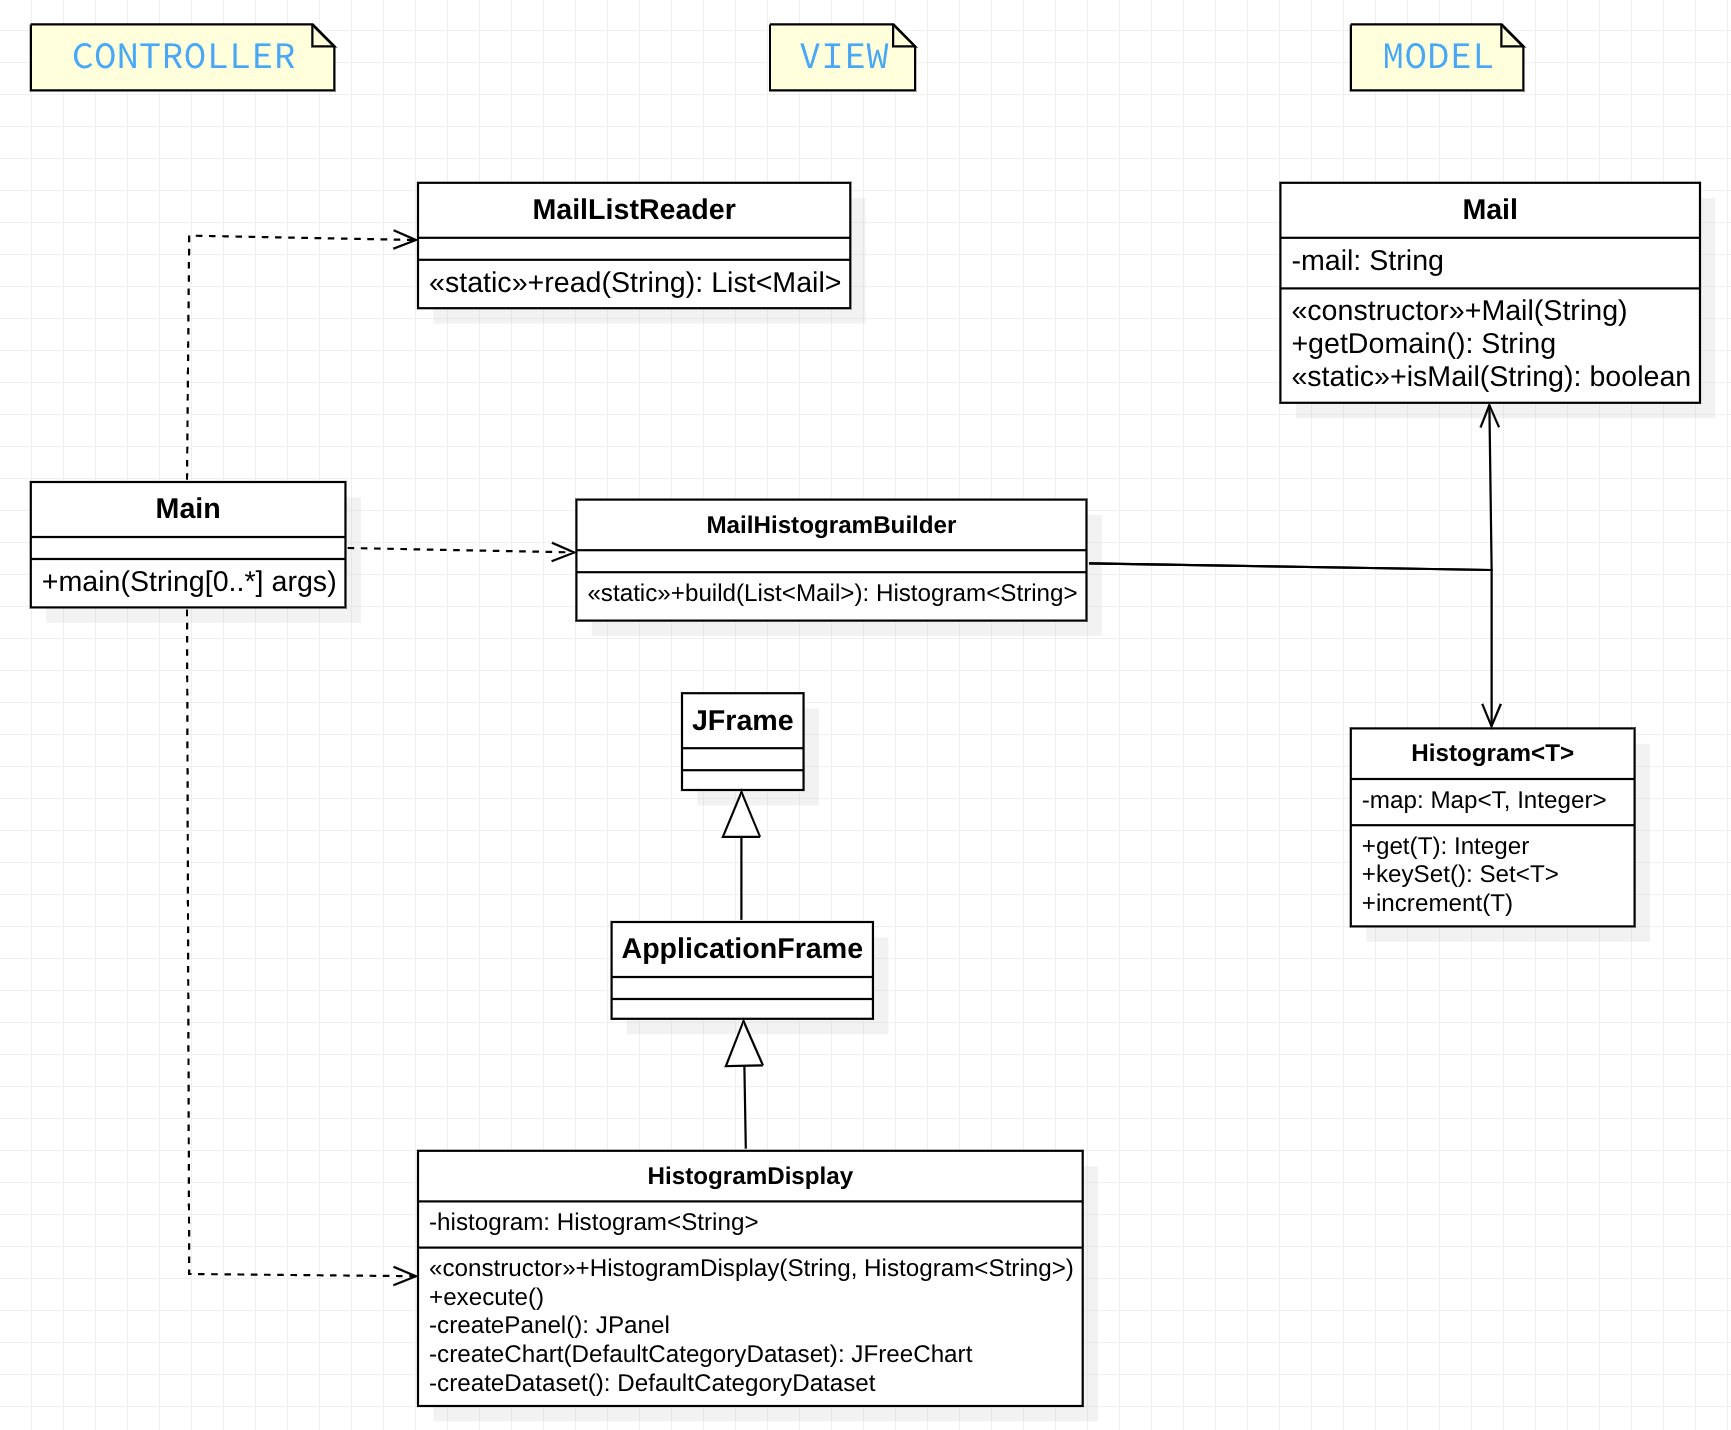 CONTROLLER
VIEW
MODEL
MailListReader
«static»+read(String): List<Mail>
Mail
-mail: String
«constructor»+Mail(String)
+getDomain(): String
«static»+isMail(String): boolean
Main
+main(String[0..*] args)
MailHistogramBuilder
«static»+build(List<Mail>): Histogram<String>
JFrame
Histogram<T>
-map: Map<T, Integer>
+get(T): Integer
+keySet(): Set<T>
+increment(T)
ApplicationFrame
HistogramDisplay
-histogram: Histogram<String>
«constructor»+HistogramDisplay(String, Histogram<String>)
+execute()
-createPanel(): JPanel
-createChart(DefaultCategoryDataset): JFreeChart
-createDataset(): DefaultCategoryDataset